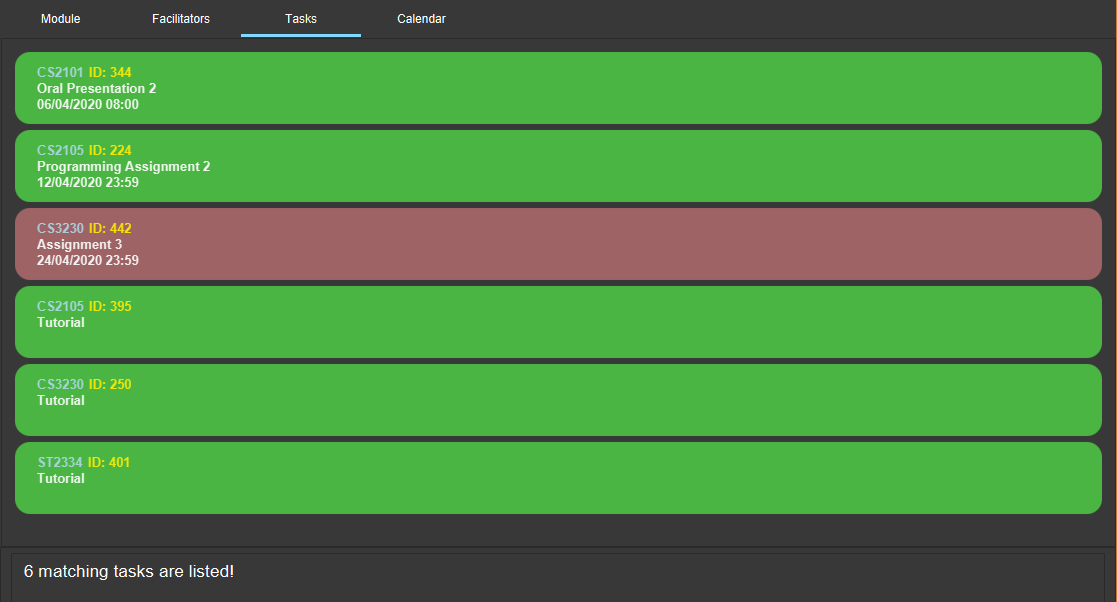 Module Facilitators Tasks Calendar
CS2101 ID: 344
Oral Presentation 2
06/04/2020 08:00
CS2105 ID: 224
Programming Assignment 2
12/04/2020 23:59
CS3230 ID: 442
Assignment 3
24/04/2020 23:59
CS2105 ID: 395
Tutorial
CS3230 ID: 250
Tutorial
ST2334 ID: 401
Tutorial
6 matching tasks are listed!